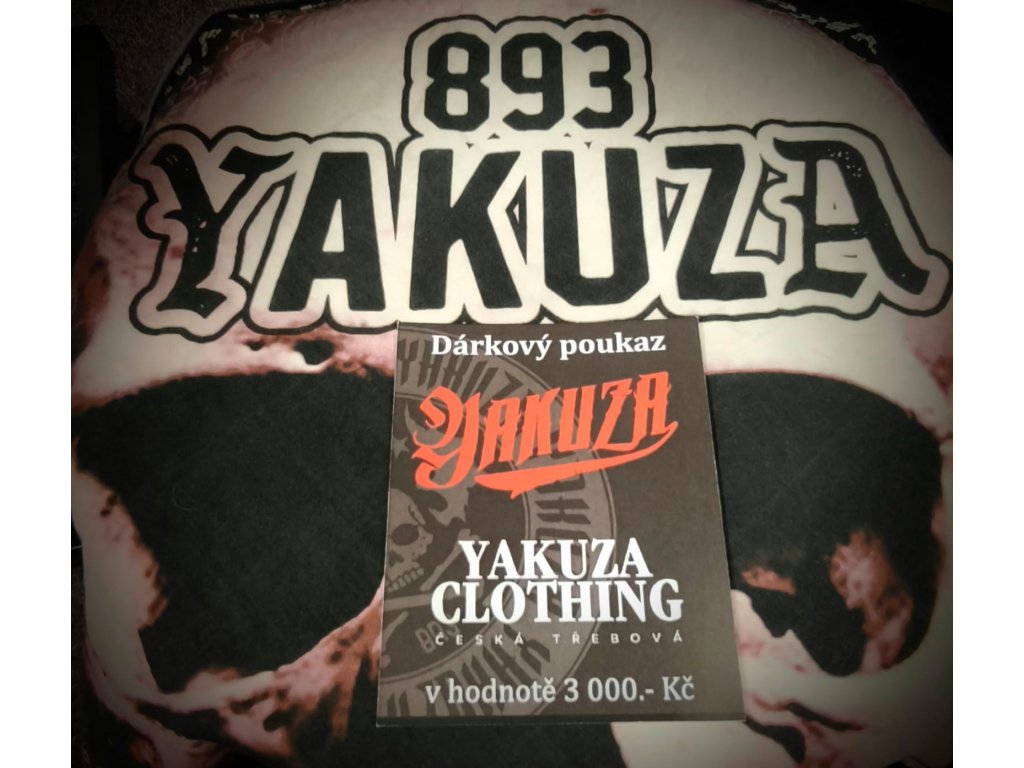 893
YAKUZA
Dárkový poukaz
YAKUZA
YAKUZA
CLOTHING
ČESKÁ TŘEBOVÁ
v hodnotě 3 000.- Kč